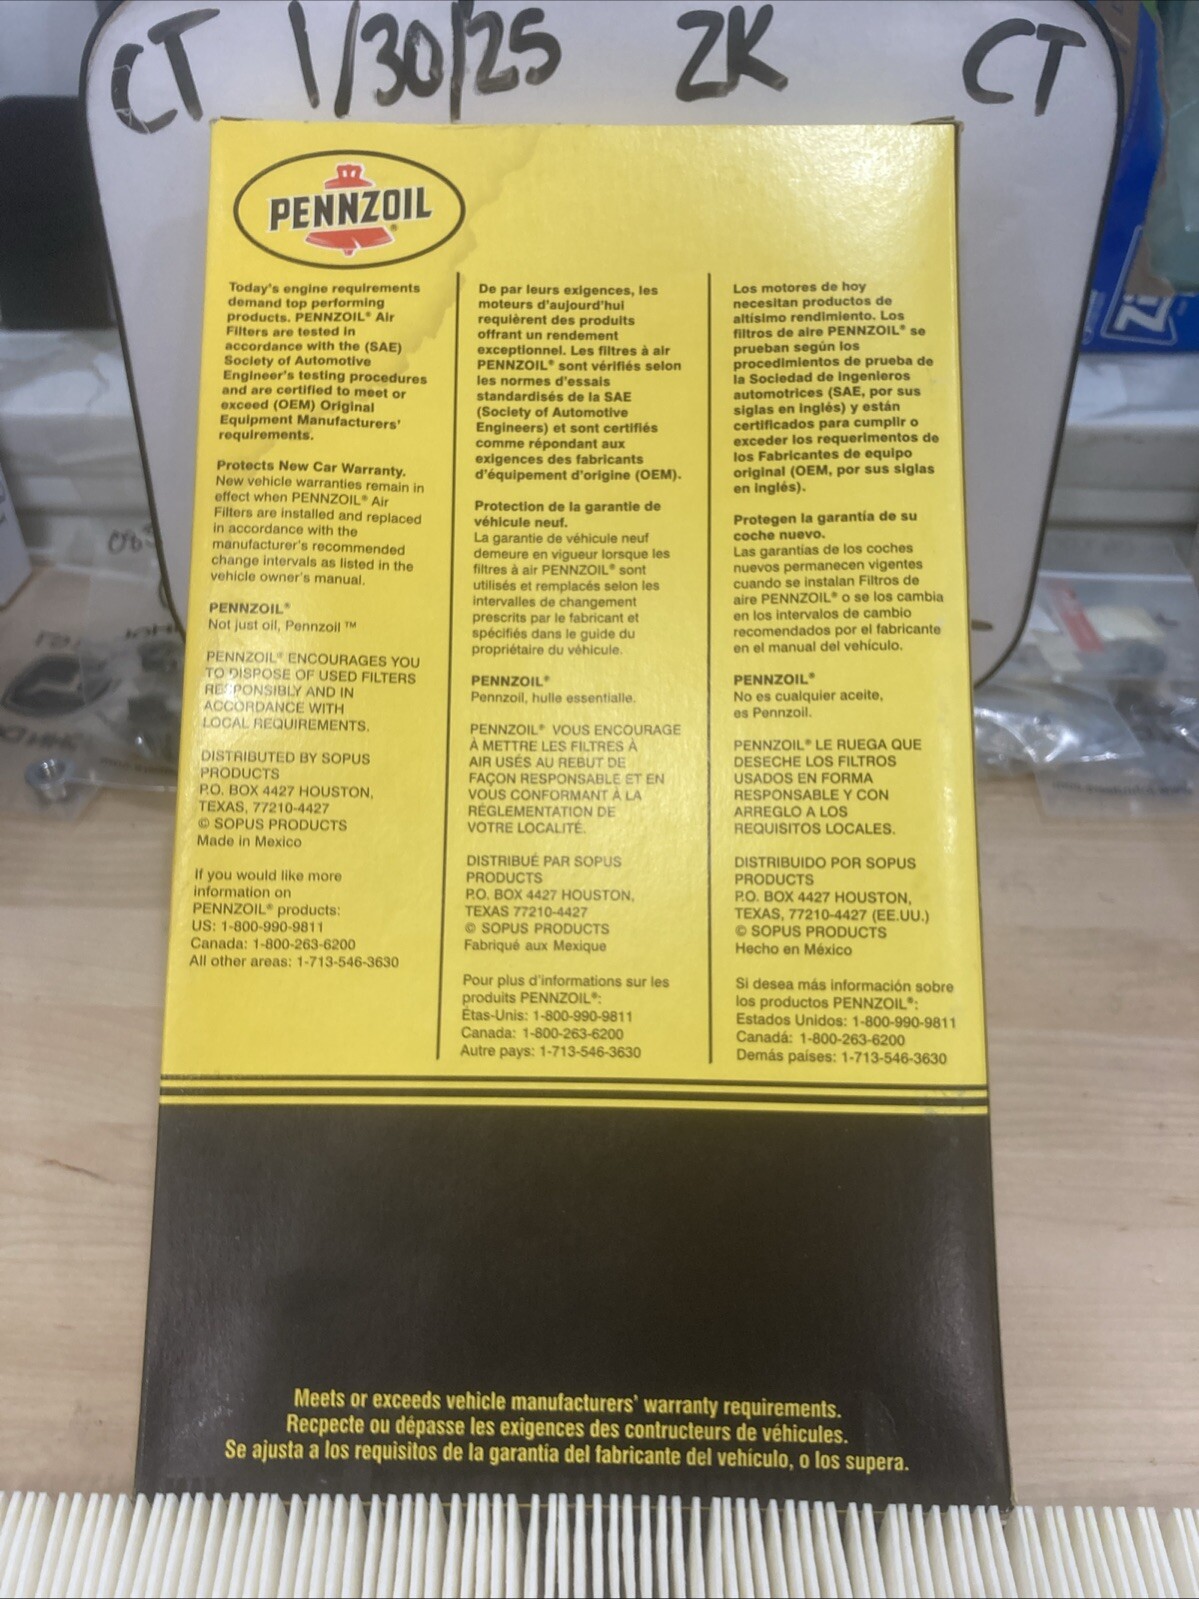 CT 1/30/25 ZK CT
PENNZOIL®
Today's engine requirements
demand top performing
products. PENNZOIL® Air
Filters are tested in
accordance with the (SAE)
Society of Automotive
Engineer's testing procedures
and are certified to meet or
exceed (OEM) Original
Equipment Manufacturers'
requirements.
Protects New Car Warranty.
New vehicle warranties remain in
effect when PENNZOIL® Air
Filters are installed and replaced
in accordance with the
manufacturer's recommended
change intervals as listed in the
vehicle owner's manual.
PENNZOIL®
Not just oil, Pennzoil ™
PENNZOIL® ENCOURAGES YOU
TO DISPOSE OF USED FILTERS
RESPONSIBLY AND IN
ACCORDANCE WITH
LOCAL REQUIREMENTS.
DISTRIBUTED BY SOPUS
PRODUCTS
P.O. BOX 4427 HOUSTON,
TEXAS, 77210-4427
© SOPUS PRODUCTS
Made in Mexico
If you would like more
information on
PENNZOIL® products:
US: 1-800-990-9811
Canada: 1-800-263-6200
All other areas: 1-713-546-3630
De par leurs exigences, les
moteurs d'aujourd'hui
requièrent des produits
offrant un rendement
exceptionnel. Les filtres à air
PENNZOIL® sont vérifiés selon
les normes d'essais
standardisés de la SAE
(Society of Automotive
Engineers) et sont certifiés
comme répondant aux
exigences des fabricants
d'équipement d'origine (OEM).
Protection de la garantie de
véhicule neuf.
La garantie de véhicule neuf
demeure en vigueur lorsque les
filtres à air PENNZOIL® sont
utilisés et remplacés selon les
intervalles de changement
prescrits par le fabricant et
spécifiés dans le guide du
propriétaire du véhicule.
PENNZOIL®
Pennzoil, hulle essentialle.
PENNZOIL® VOUS ENCOURAGE
À METTRE LES FILTRES À
AIR USÉS AU REBUT DE
FAÇON RESPONSABLE ET EN
VOUS CONFORMANT À LA
RÉGLEMENTATION DE
VOTRE LOCALITÉ.
DISTRIBUÉ PAR SOPUS
PRODUCTS
P.O. BOX 4427 HOUSTON,
TEXAS 77210-4427
© SOPUS PRODUCTS
Fabriqué aux Mexique
Pour plus d'informations sur les
produits PENNZOIL®:
Étas-Unis: 1-800-990-9811
Canada: 1-800-263-6200
Autre pays: 1-713-546-3630
Los motores de hoy
necesitan productos de
altísimo rendimiento. Los
filtros de aire PENNZOIL® se
prueban según los
procedimientos de prueba de
la Sociedad de Ingenieros
automotrices (SAE, por sus
siglas en inglés) y están
certificados para cumplir o
exceder los requerimentos de
los Fabricantes de equipo
original (OEM, por sus siglas
en inglés).
Protegen la garantía de su
coche nuevo.
Las garantías de los coches
nuevos permanecen vigentes
cuando se instalan Filtros de
aire PENNZOIL® o se los cambia
en los intervalos de cambio
recomendados por el fabricante
en el manual del vehículo.
PENNZOIL®
No es cualquier aceite,
es Pennzoil.
PENNZOIL® LE RUEGA QUE
DESECHE LOS FILTROS
USADOS EN FORMA
RESPONSABLE Y CON
ARREGLO A LOS
REQUISITOS LOCALES.
DISTRIBUIDO POR SOPUS
PRODUCTS
P.O. BOX 4427 HOUSTON,
TEXAS, 77210-4427 (EE.UU.)
© SOPUS PRODUCTS
Hecho en México
Si desea más información sobre
los productos PENNZOIL®:
Estados Unidos: 1-800-990-9811
Canadá: 1-800-263-6200
Demás países: 1-713-546-3630
Meets or exceeds vehicle manufacturers' warranty requirements.
Recpecte ou dépasse les exigences des contructeurs de véhicules.
Se ajusta a los requisitos de la garantía del fabricante del vehículo, o los supera.